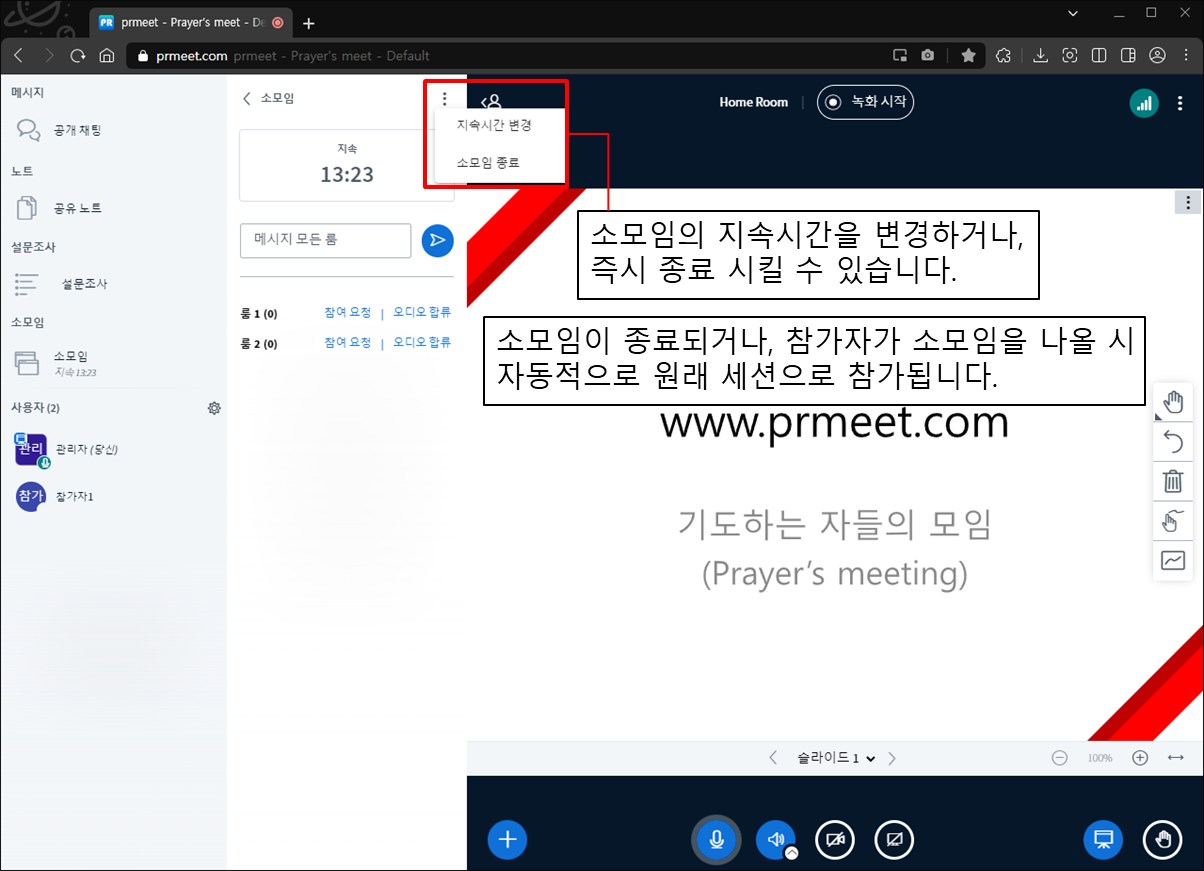 PR prmeet - Prayer's meet - De
prmeet.com prmeet - Prayer's meet - Default
메시지
공개 채팅
노트
공유 노트
설문조사
설문조사
소모임
소모임
지속 13:23
사용자 (2)
관리 관리자 (당신)
참가 참가자1
소모임
지속
13:23
메시지 모든 룸
룸 1 (0) 참여 요청 | 오디오 합류
룸 2 (0) 참여 요청 | 오디오 합류
지속시간 변경
소모임 종료
Home Room
녹화 시작
소모임의 지속시간을 변경하거나,
즉시 종료 시킬 수 있습니다.
소모임이 종료되거나, 참가자가 소모임을 나올 시
자동적으로 원래 세션으로 참가됩니다.
www.prmeet.com
기도하는 자들의 모임
(Prayer's meeting)
슬라이드 1
100%